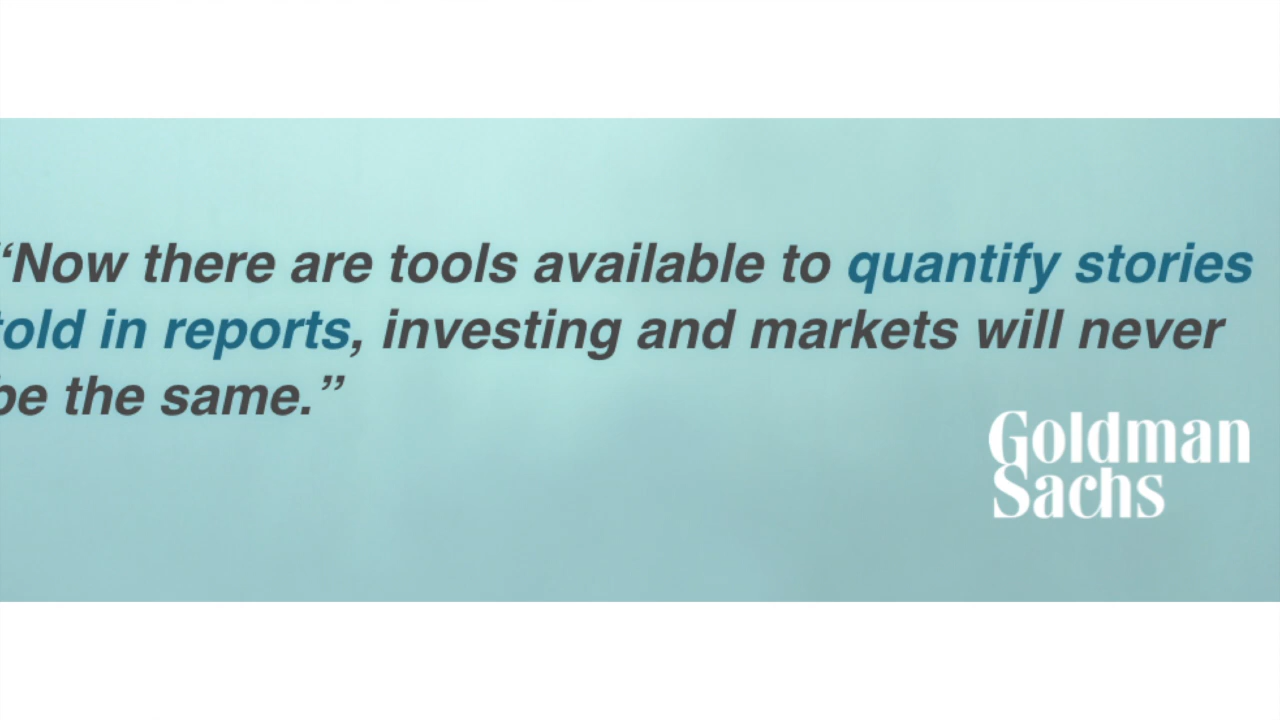 “Now there are tools available to quantify stories
told in reports, investing and markets will never
be the same.”
Goldman
Sachs